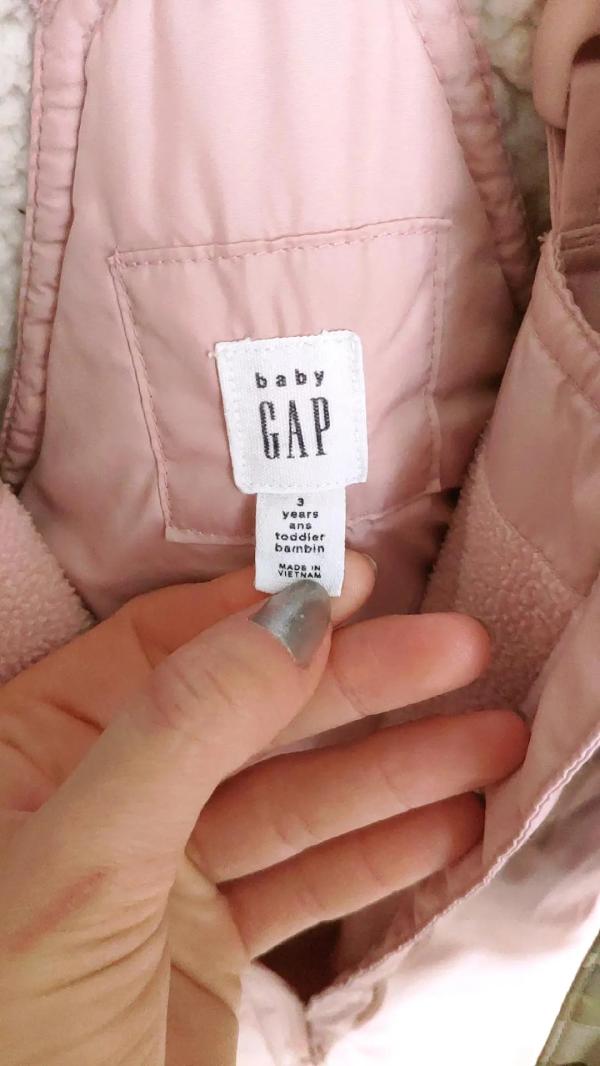 baby
GAP
3
years
ans
toddler
bambin
MADE IN
VIETNAM